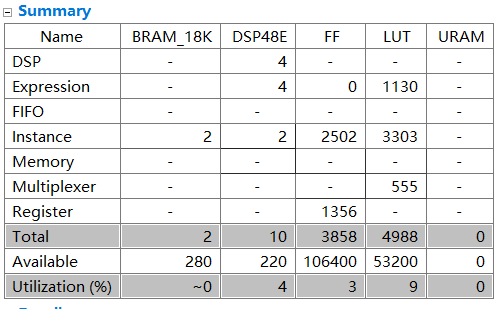 Summary
Name BRAM_18K DSP48E FF LUT URAM
DSP - 4 - - -
Expression - 4 0 1130 -
FIFO - - - - -
Instance 2 2 2502 3303 -
Memory - - - - -
Multiplexer - - - 555 -
Register - - 1356 - -
Total 2 10 3858 4988 0
Available 280 220 106400 53200 0
Utilization (%) ~0 4 3 9 0